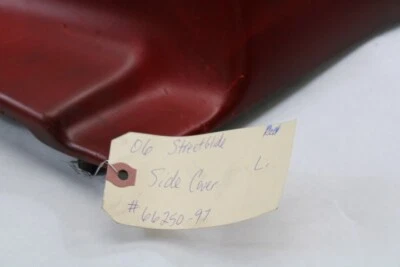 06 Streetglide
L.
Side Cover
# 66250-97